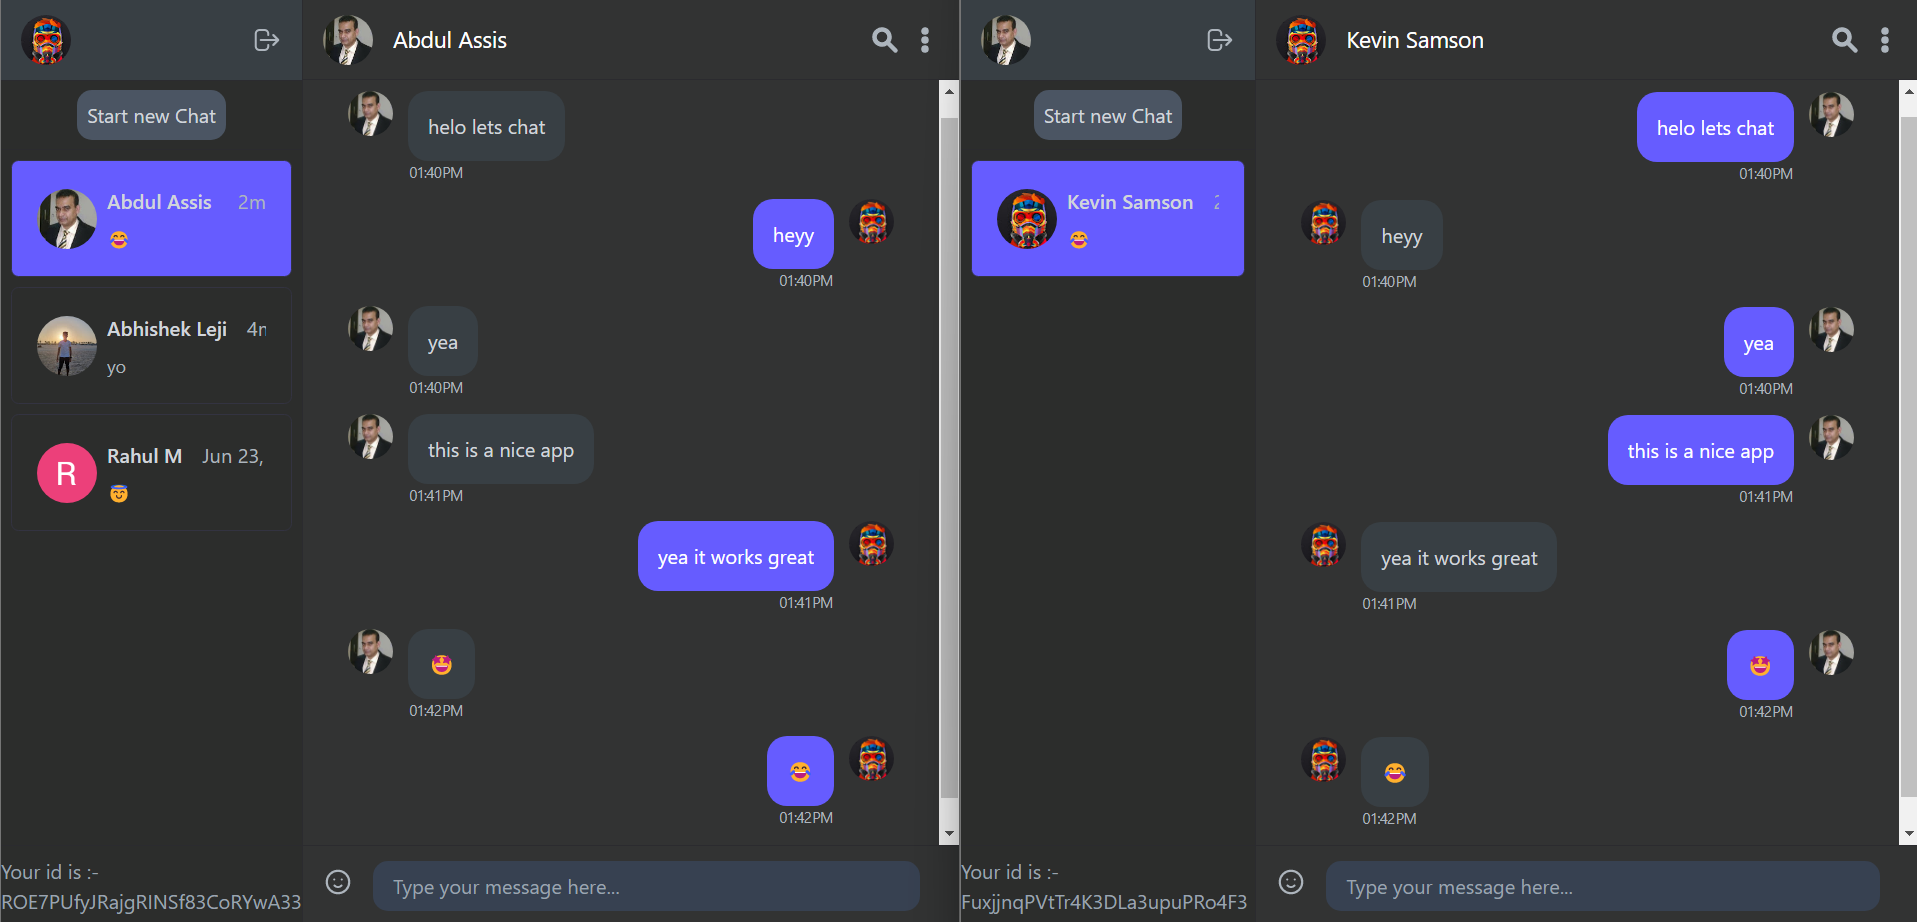 Abdul Assis
Start new Chat
Abdul Assis 2m
😂
Abhishek Leji
yo
R
Rahul M Jun 23,
😇
Your id is :-
ROE7PUfyJRajgRINSf83CoRYwA33
helo lets chat
01:40PM
heyy
01:40PM
yea
01:40PM
this is a nice app
01:41PM
yea it works great
01:41PM
🤩
01:42PM
😂
01:42PM
Type your message here...
Kevin Samson
Start new Chat
Kevin Samson
😂
Your id is :-
FuxjjnqPVtTr4K3DLa3upuPRo4F3
helo lets chat
01:40PM
heyy
01:40PM
yea
01:40PM
this is a nice app
01:41PM
yea it works great
01:41PM
🤩
01:42PM
😂
01:42PM
Type your message here...